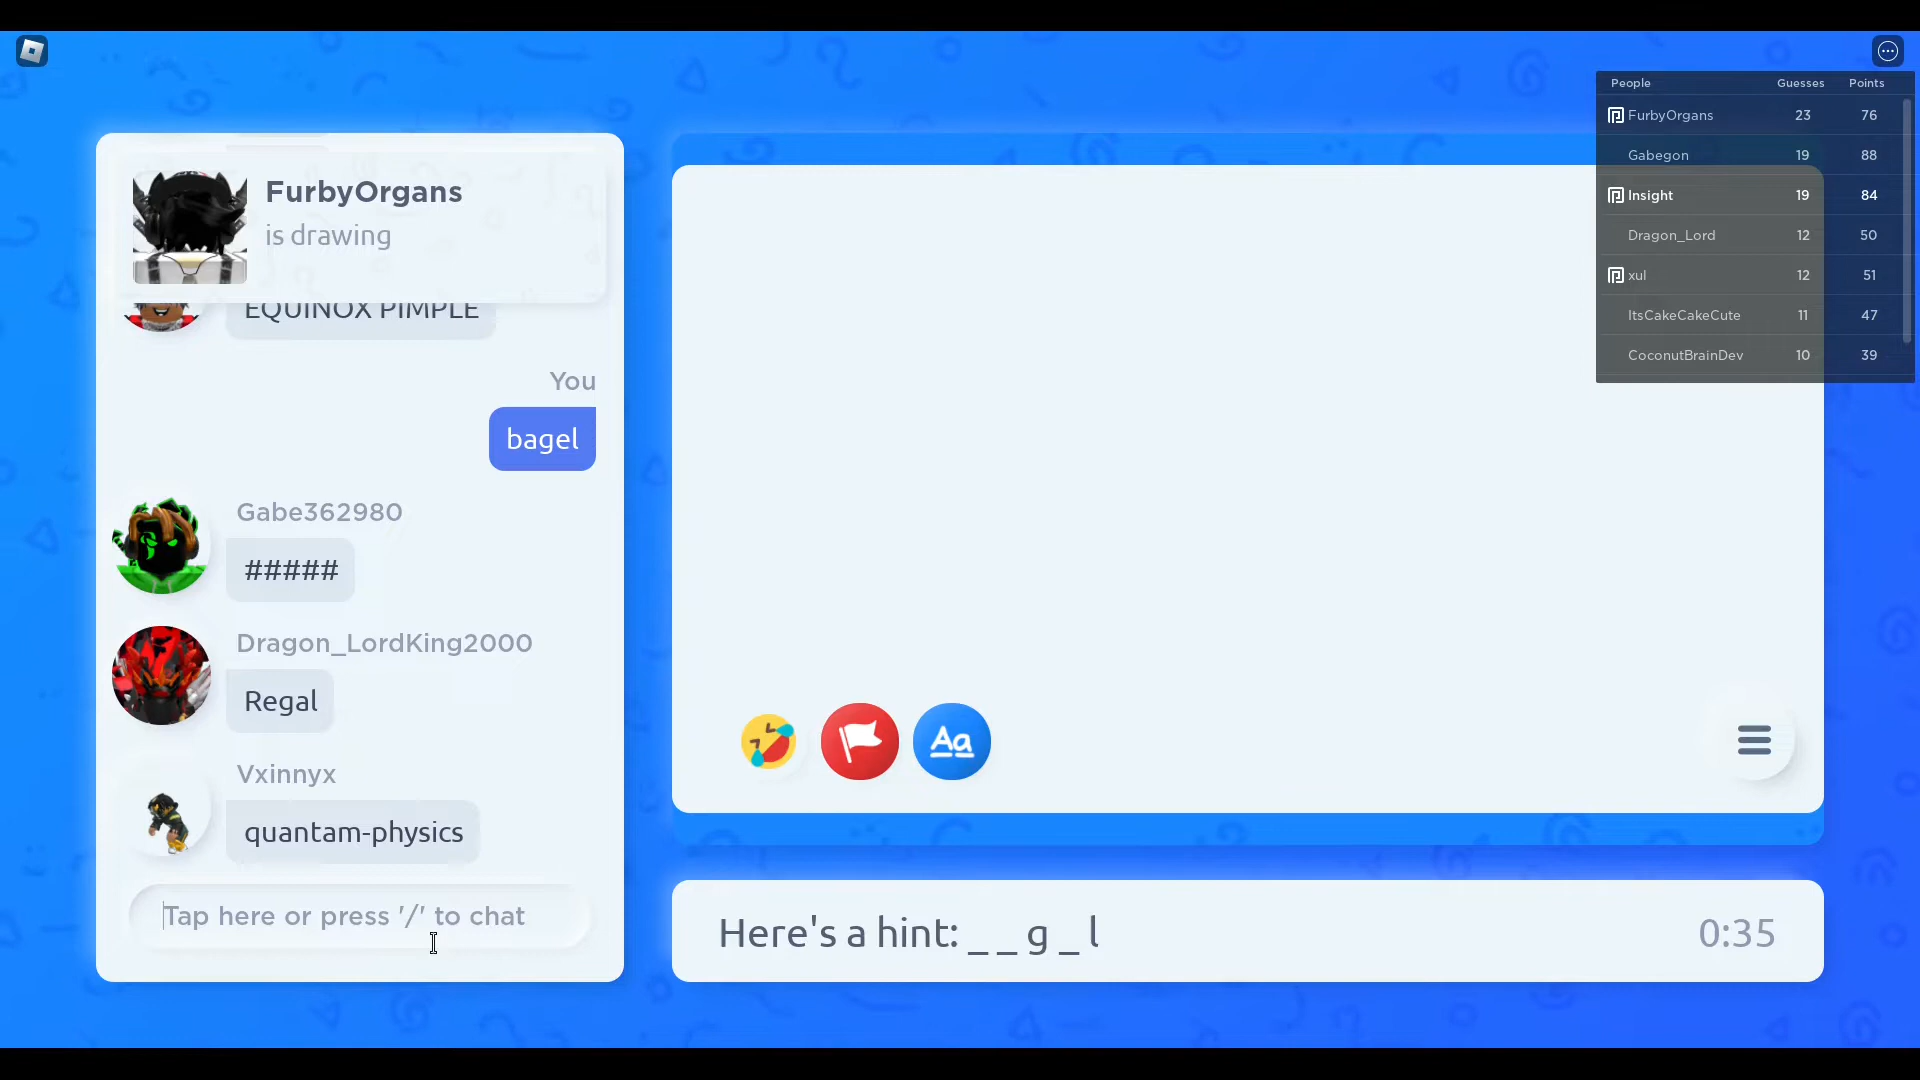 People Guesses Points
FurbyOrgans 23 76
Gabegon 19 88
Insight 19 84
Dragon_Lord 12 50
xul 12 51
ItsCakeCakeCute 11 47
CoconutBrainDev 10 39
FurbyOrgans
is drawing
EQUINOX PIMPLE
You
bagel
Gabe362980
#####
Dragon_LordKing2000
Regal
Vxinnyx
quantam-physics
Tap here or press '/' to chat
Aa
Here's a hint: _ _ g _ l
0:35